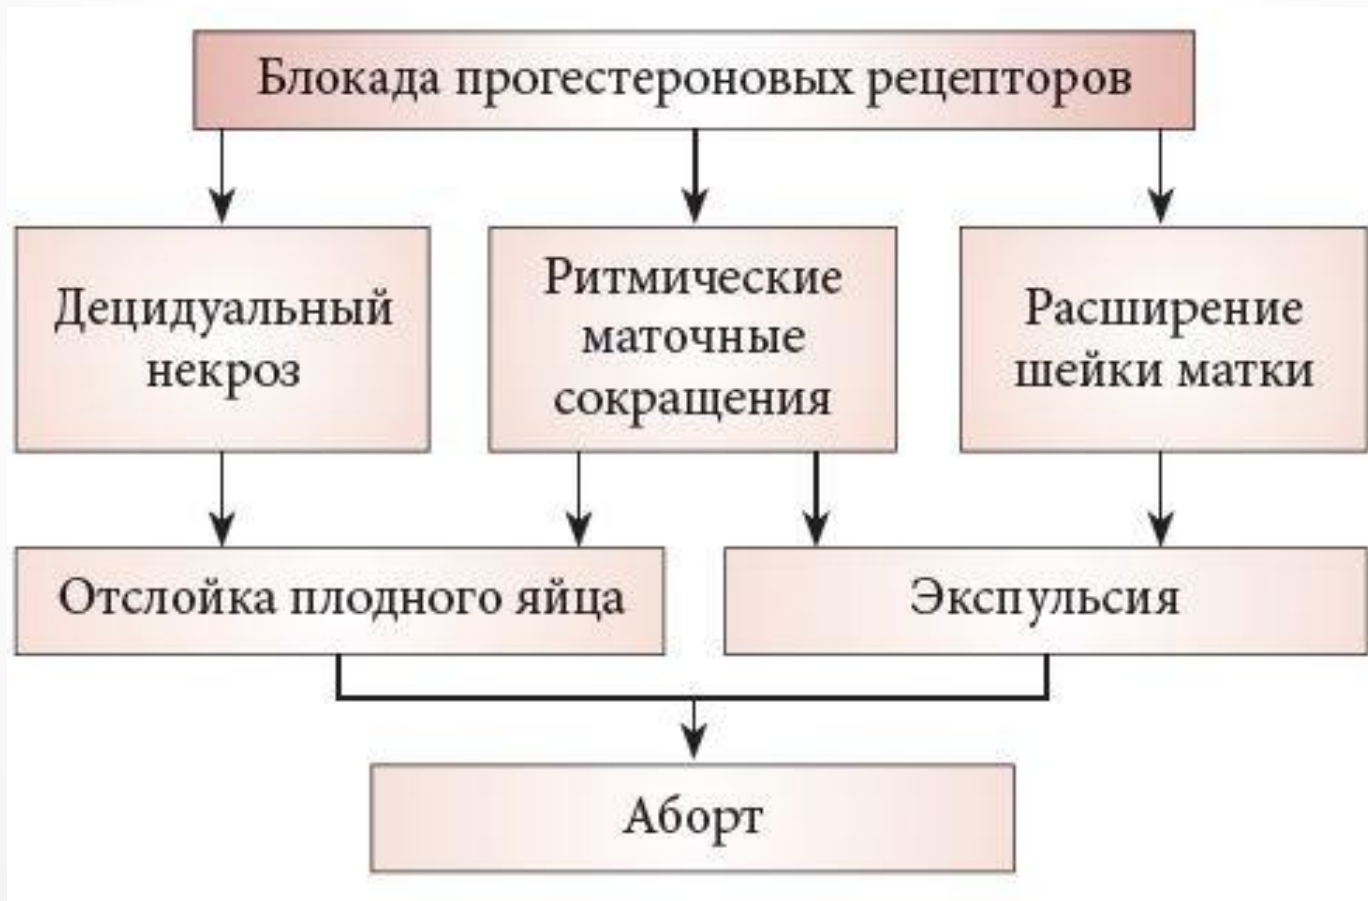 Блокада прогестероновых рецепторов
Децидуальный
некроз
Ритмические
маточные
сокращения
Расширение
шейки матки
Отслойка плодного яйца
Экспульсия
Аборт